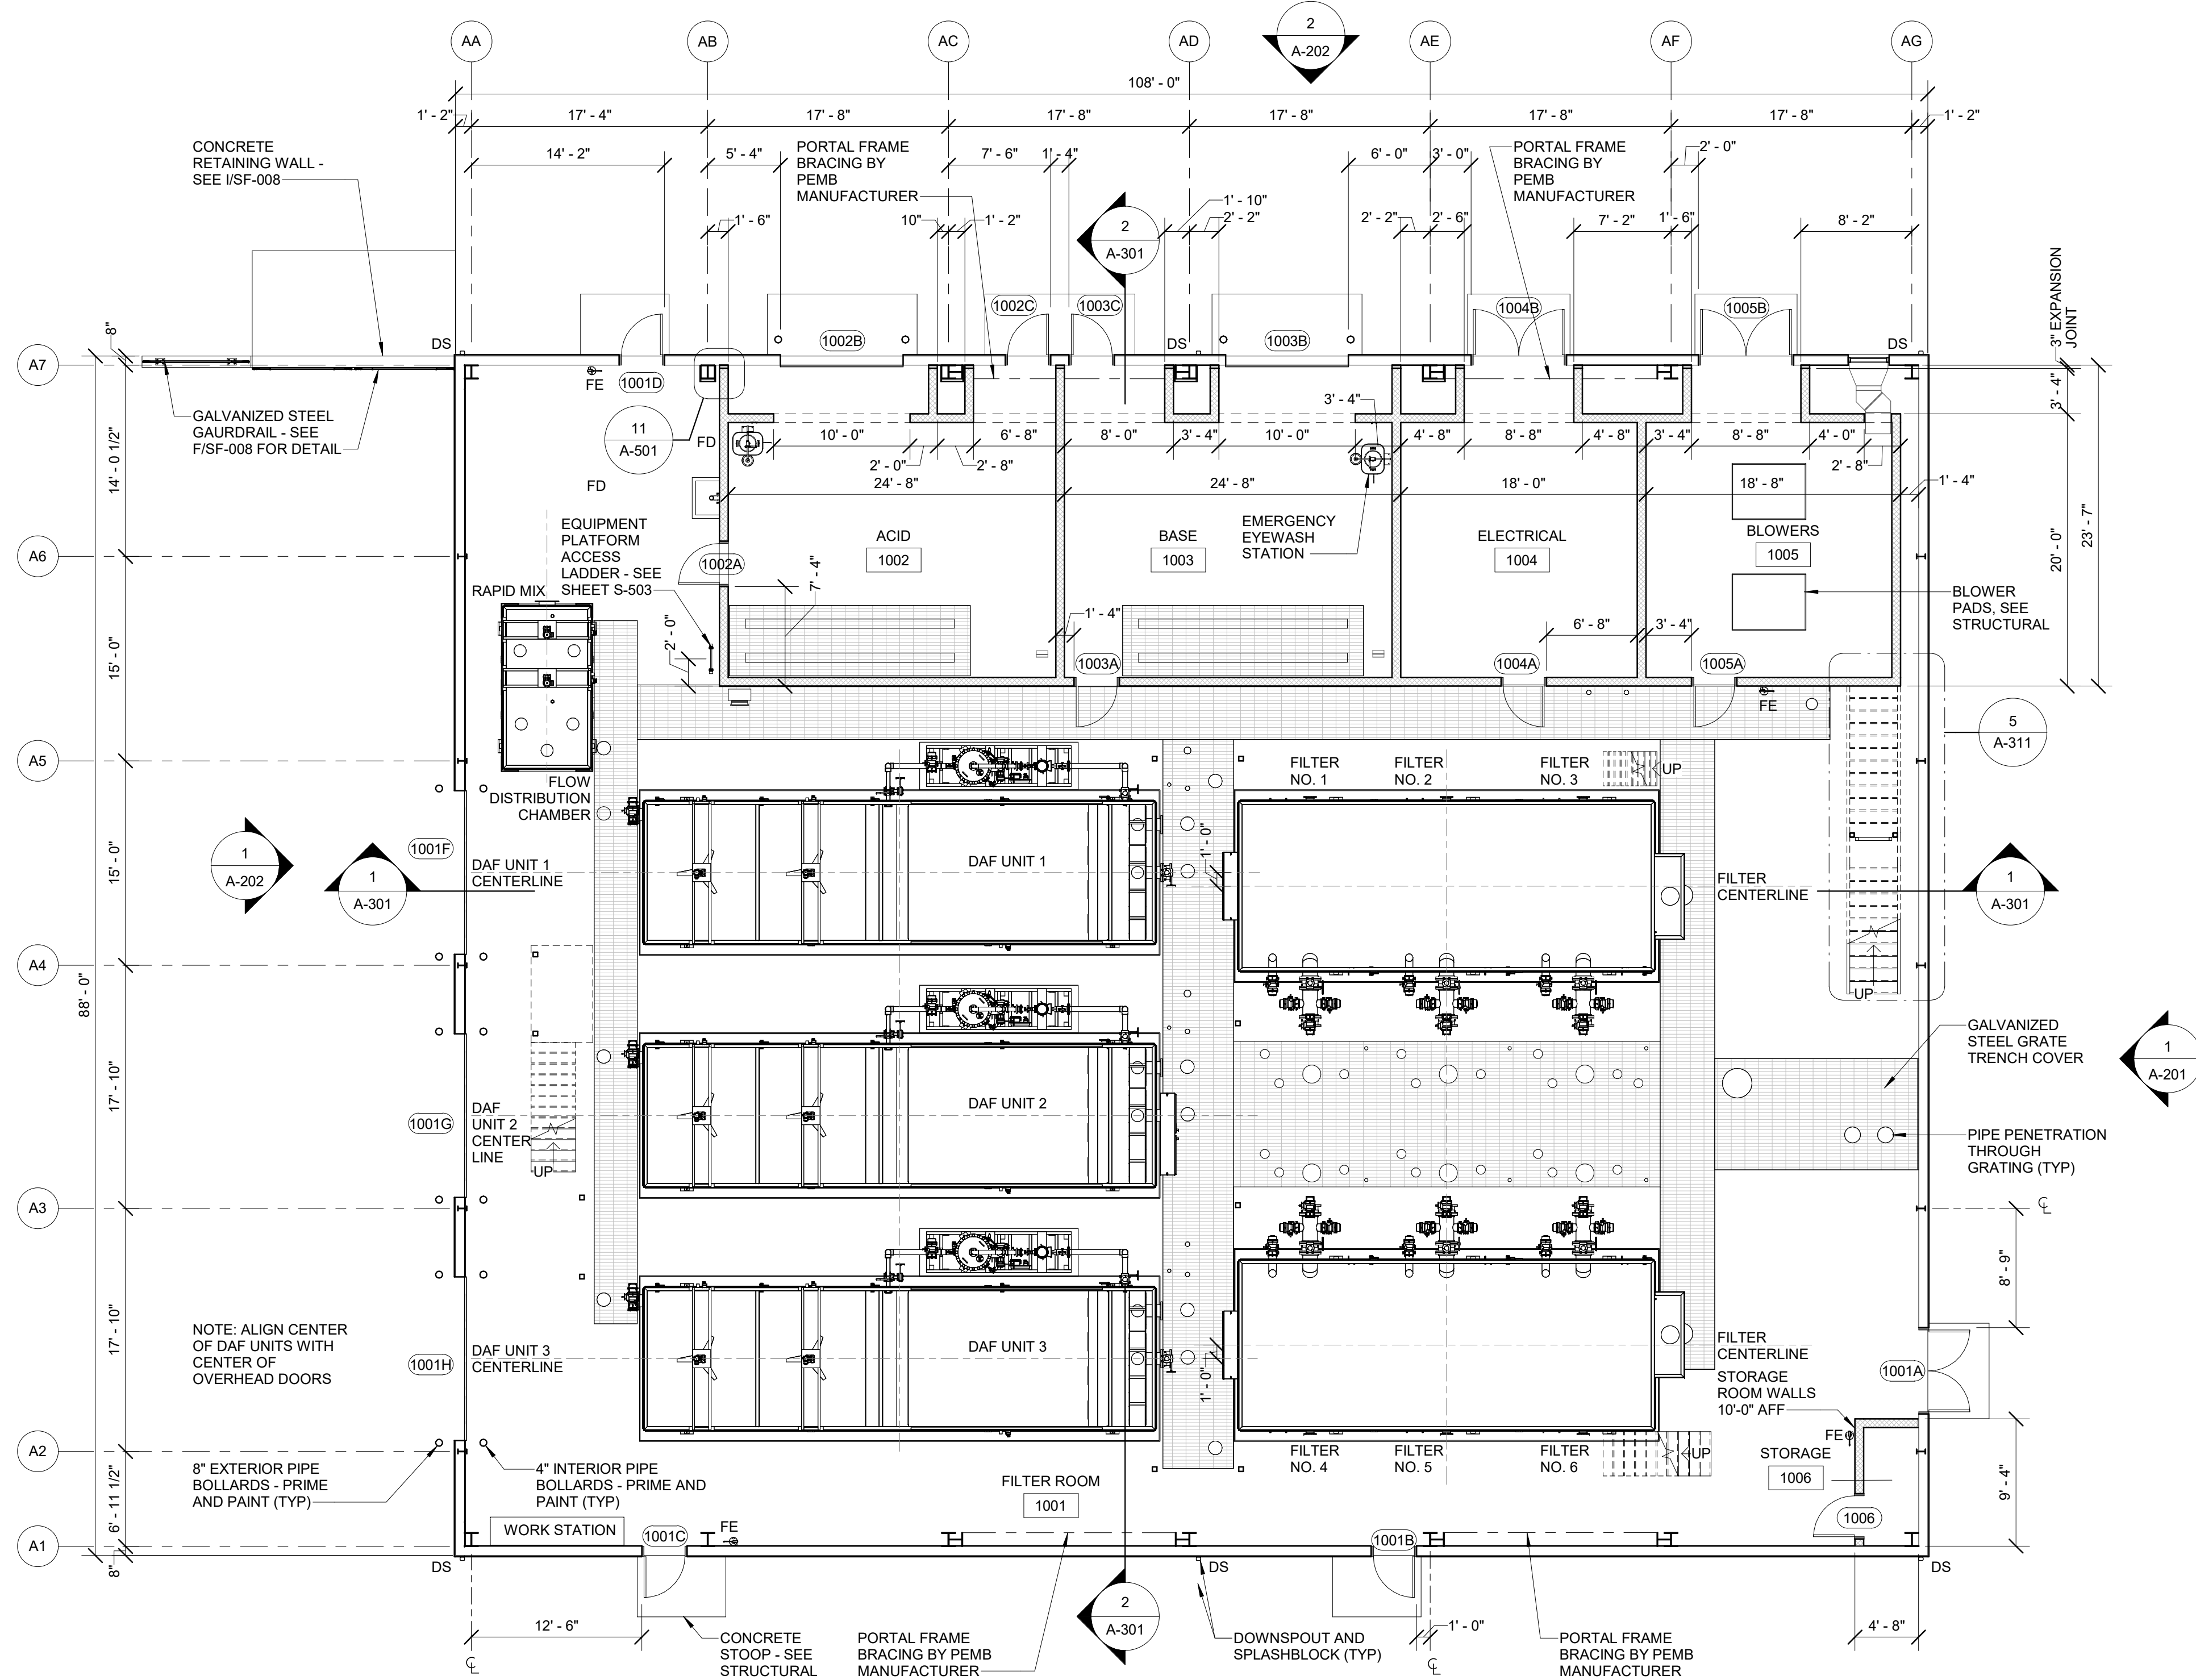 2
A-202
AA
AB
AC
AD
AE
AF
AG
108' - 0"
1' - 2"
17' - 4"
17' - 8"
17' - 8"
17' - 8"
17' - 8"
17' - 8"
1' - 2"
CONCRETE
RETAINING WALL -
SEE I/SF-008
14' - 2"
5' - 4"
PORTAL FRAME
BRACING BY
PEMB
MANUFACTURER
7' - 6"
1' - 4"
6' - 0"
3' - 0"
PORTAL FRAME
BRACING BY
PEMB
MANUFACTURER
2' - 0"
1' - 6"
10"
1' - 2"
2
A-301
1' - 10"
2' - 2"
2' - 2"
2' - 6"
7' - 2"
1' - 6"
8' - 2"
3" EXPANSION
JOINT
1002C
1003C
1004B
1005B
8"
DS
1002B
DS
1003B
DS
A7
FE
1001D
3' - 4"
GALVANIZED STEEL
GAURDRAIL - SEE
F/SF-008 FOR DETAIL
11
A-501
FD
3' - 4"
10' - 0"
6' - 8"
8' - 0"
3' - 4"
10' - 0"
4' - 8"
8' - 8"
4' - 8"
3' - 4"
8' - 8"
4' - 0"
2' - 0"
2' - 8"
2' - 8"
14' - 0 1/2"
FD
24' - 8"
24' - 8"
18' - 0"
18' - 8"
1' - 4"
23' - 7"
EQUIPMENT
PLATFORM
ACCESS
LADDER - SEE
SHEET S-503
ACID
1002
BASE
1003
EMERGENCY
EYEWASH
STATION
ELECTRICAL
1004
BLOWERS
1005
20' - 0"
A6
1002A
7' - 4"
RAPID MIX
BLOWER
PADS, SEE
STRUCTURAL
1' - 4"
2' - 0"
6' - 8"
3' - 4"
15' - 0"
1003A
1004A
1005A
FE
5
A-311
A5
FLOW
DISTRIBUTION
CHAMBER
FILTER
NO. 1
FILTER
NO. 2
FILTER
NO. 3
UP
15' - 0"
1
A-202
1001F
1
A-301
DAF UNIT 1
CENTERLINE
DAF UNIT 1
1' - 0"
FILTER
CENTERLINE
1
A-301
A4
88' - 0"
UP
GALVANIZED
STEEL GRATE
TRENCH COVER
1
A-201
17' - 10"
1001G
DAF
UNIT 2
CENTER
LINE
UP
DAF UNIT 2
PIPE PENETRATION
THROUGH
GRATING (TYP)
A3
CL
8' - 9"
17' - 10"
NOTE: ALIGN CENTER
OF DAF UNITS WITH
CENTER OF
OVERHEAD DOORS
1001H
DAF UNIT 3
CENTERLINE
DAF UNIT 3
1' - 0"
FILTER
CENTERLINE
1001A
STORAGE
ROOM WALLS
10'-0" AFF
FE
A2
FILTER
NO. 4
FILTER
NO. 5
FILTER
NO. 6
UP
STORAGE
1006
9' - 4"
8" EXTERIOR PIPE
BOLLARDS - PRIME
AND PAINT (TYP)
4" INTERIOR PIPE
BOLLARDS - PRIME AND
PAINT (TYP)
FILTER ROOM
1001
6' - 11 1/2"
1006
WORK STATION
1001C
FE
1001B
A1
8"
DS
DS
DS
12' - 6"
CONCRETE
STOOP - SEE
STRUCTURAL
PORTAL FRAME
BRACING BY PEMB
MANUFACTURER
2
A-301
DOWNSPOUT AND
SPLASHBLOCK (TYP)
1' - 0"
PORTAL FRAME
BRACING BY PEMB
MANUFACTURER
4' - 8"
CL
CL